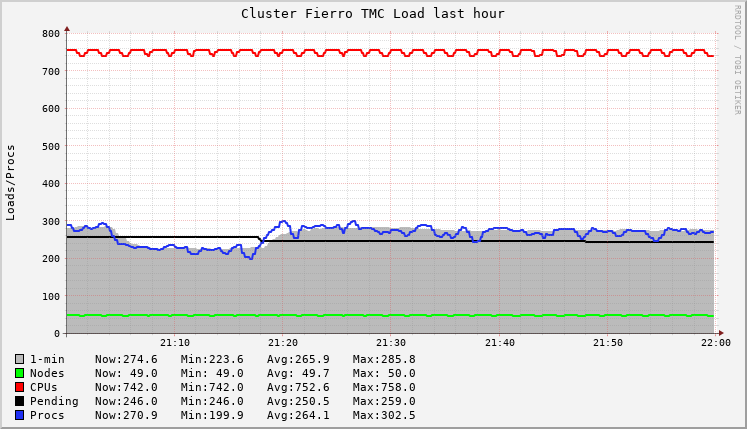 Cluster Fierro TMC Load last hour
RRDTOOL / TOBI OETIKER
Loads/Procs
800
700
600
500
400
300
200
100
0
21:10 21:20 21:30 21:40 21:50 22:00
1-min Now:274.6 Min:223.6 Avg:265.9 Max:285.8
Nodes Now: 49.0 Min: 49.0 Avg: 49.7 Max: 50.0
CPUs Now:742.0 Min:742.0 Avg:752.6 Max:758.0
Pending Now:246.0 Min:246.0 Avg:250.5 Max:259.0
Procs Now:270.9 Min:199.9 Avg:264.1 Max:302.5